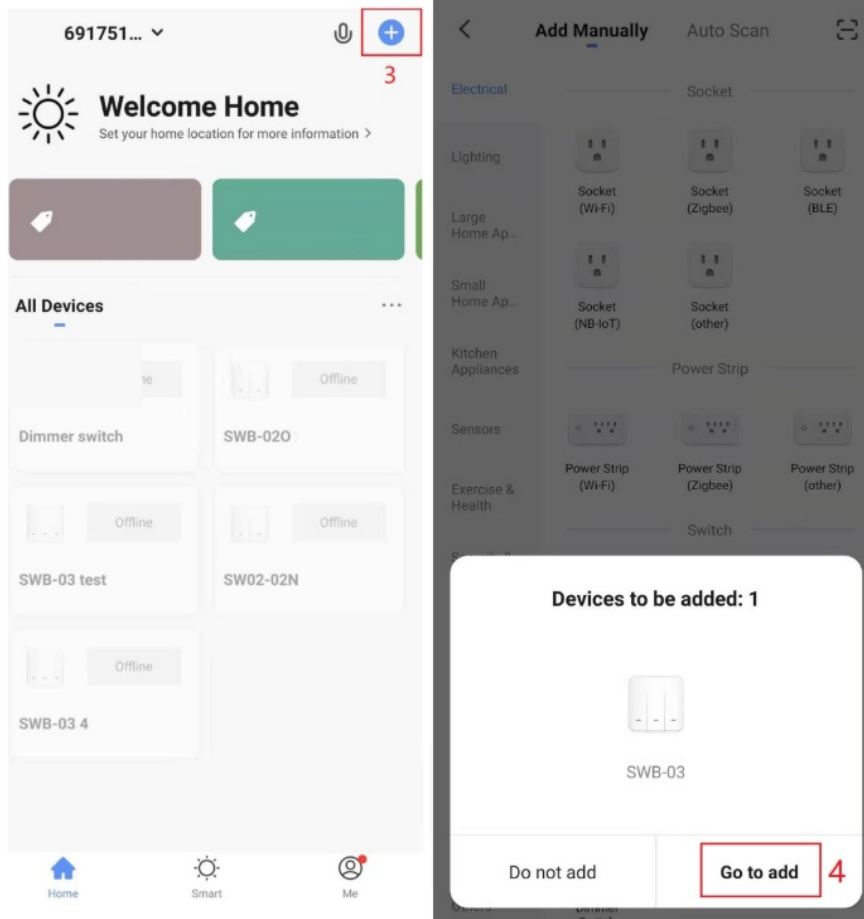 691751...
3
Welcome Home
Set your home location for more information >
All Devices
...
Offline
Dimmer switch
SWB-02O
Offline
Offline
SWB-03 test
SW02-02N
Offline
SWB-03 4
Home
Smart
Me
Add Manually
Auto Scan
Electrical
Lighting
Large
Home Ap...
Small
Home Ap...
Kitchen
Appliances
Sensors
Exercise &
Health
Others
Socket
Socket
(Wi-Fi)
Socket
(Zigbee)
Socket
(BLE)
Socket
(NB-IoT)
Socket
(other)
Power Strip
Power Strip
(Wi-Fi)
Power Strip
(Zigbee)
Power Strip
(other)
Switch
Devices to be added: 1
SWB-03
Do not add
Go to add
4
Dimmer